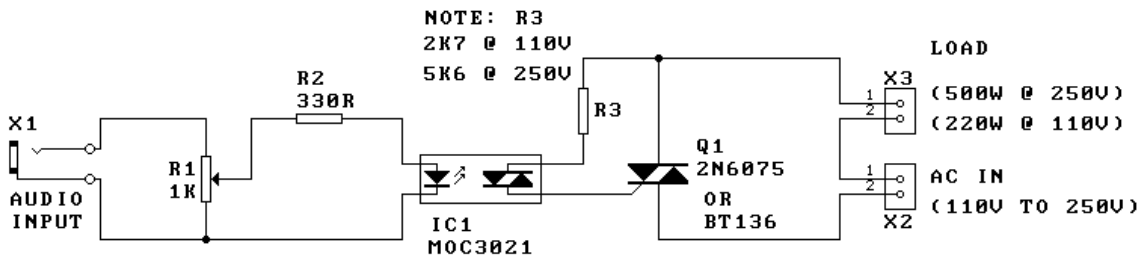 NOTE: R3
2K7 @ 110V
5K6 @ 250V
LOAD
X3
1
2
(500W @ 250V)
(220W @ 110V)
R2
330R
R3
X1
AUDIO
INPUT
R1
1K
IC1
MOC3021
Q1
2N6075
OR
BT136
1
2
X2
AC IN
(110V TO 250V)